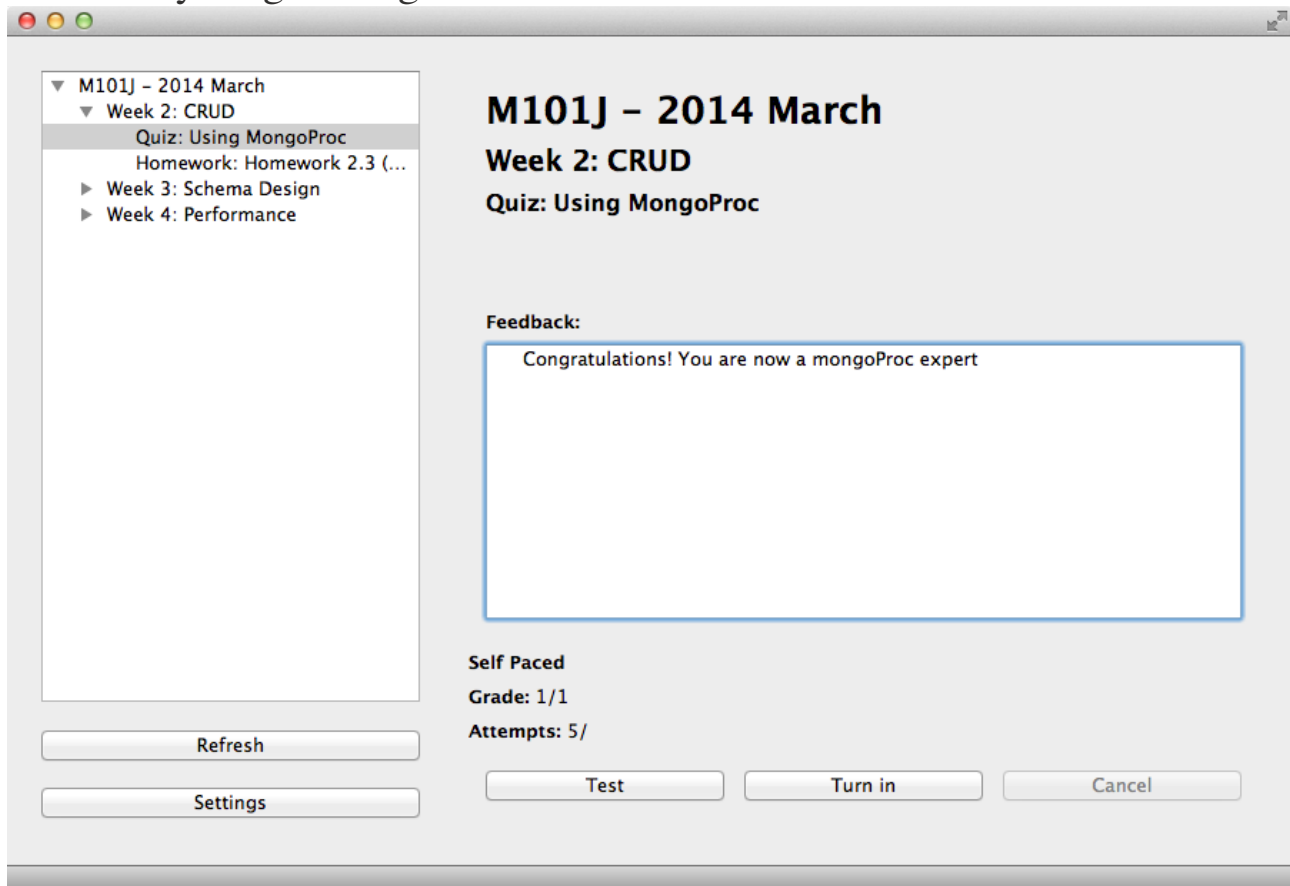 M101J – 2014 March
Week 2: CRUD
Quiz: Using MongoProc
Homework: Homework 2.3 (...
Week 3: Schema Design
Week 4: Performance
Refresh
Settings
M101J – 2014 March
Week 2: CRUD
Quiz: Using MongoProc
Feedback:
Congratulations! You are now a mongoProc expert
Self Paced
Grade: 1/1
Attempts: 5/
Test Turn in Cancel